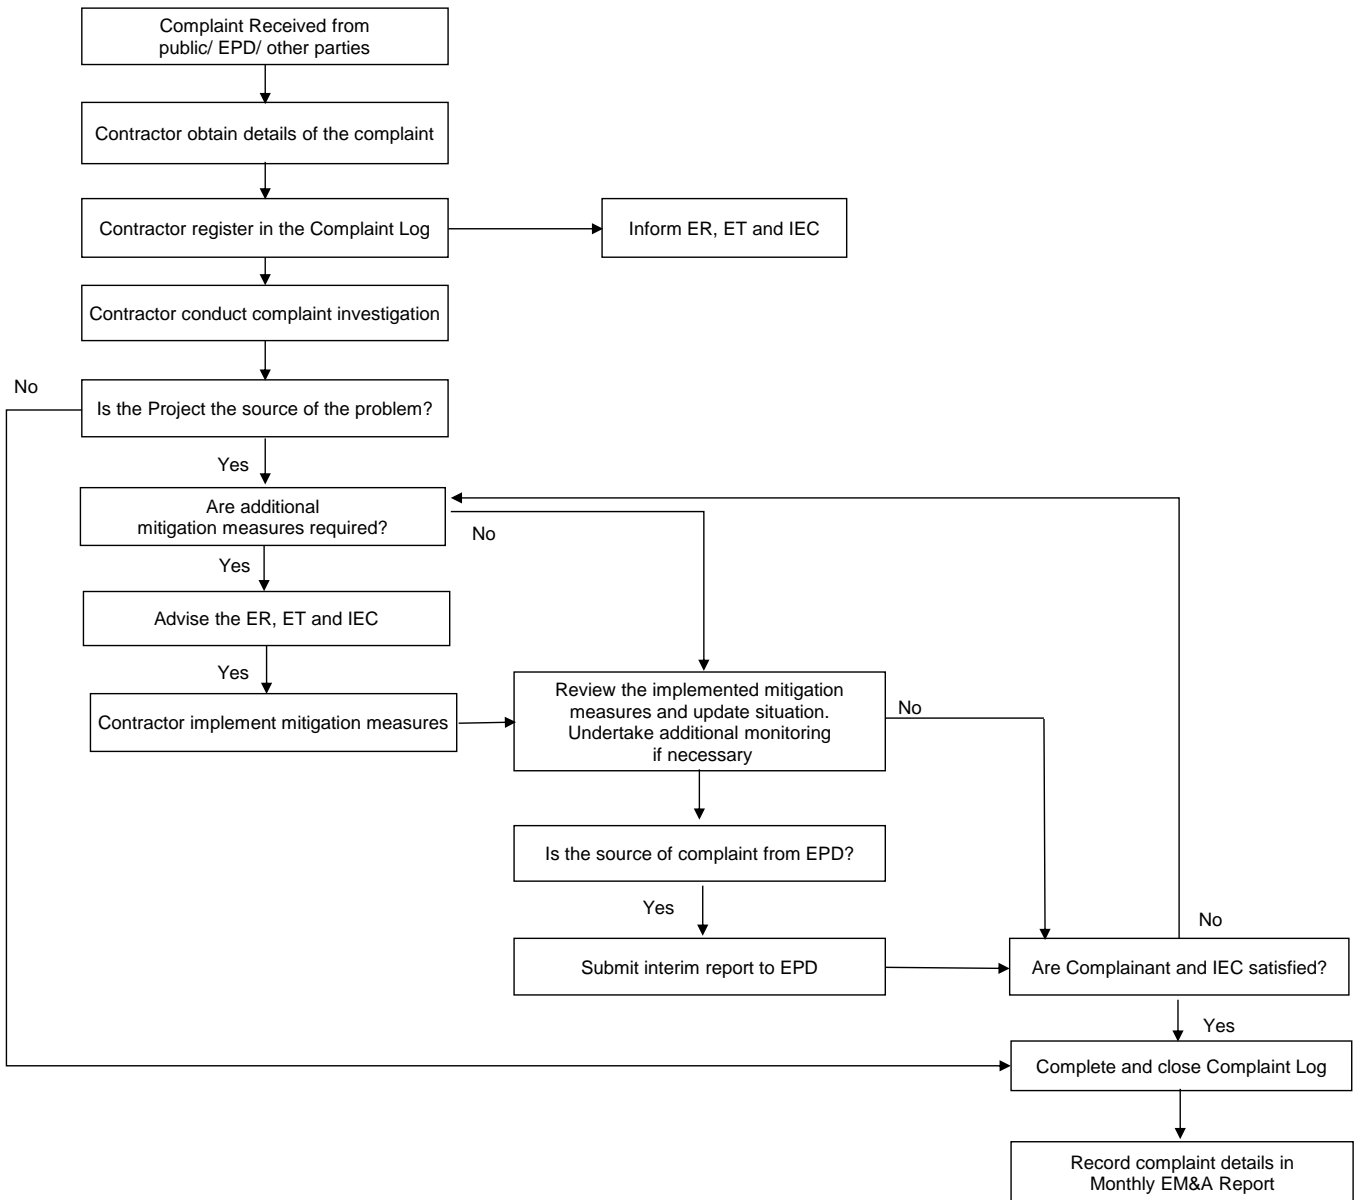 Complaint Received from
public/ EPD/ other parties
Contractor obtain details of the complaint
Contractor register in the Complaint Log
Inform ER, ET and IEC
Contractor conduct complaint investigation
No
Is the Project the source of the problem?
Yes
Are additional
mitigation measures required?
No
Yes
Advise the ER, ET and IEC
Yes
Contractor implement mitigation measures
Review the implemented mitigation
measures and update situation.
Undertake additional monitoring
if necessary
No
Is the source of complaint from EPD?
Yes
No
Submit interim report to EPD
Are Complainant and IEC satisfied?
Yes
Complete and close Complaint Log
Record complaint details in
Monthly EM&A Report